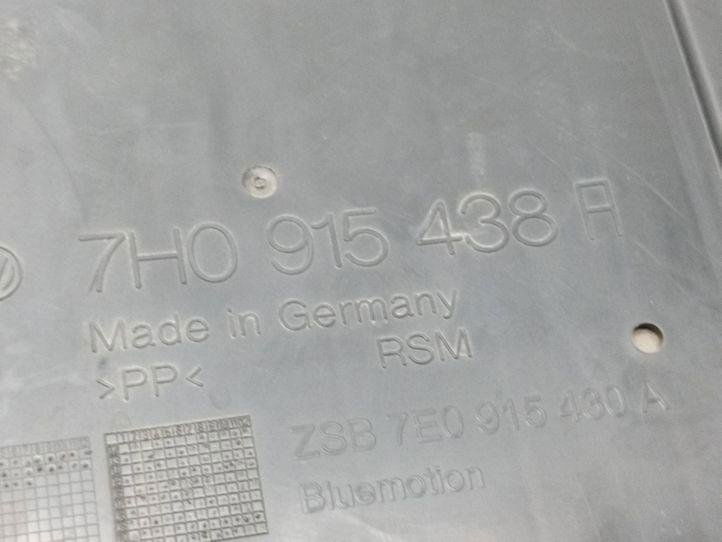 7H0 915 438 A
Made in Germany
>PP<
RSM
ZSB 7E0 915 430 A
Bluemotion